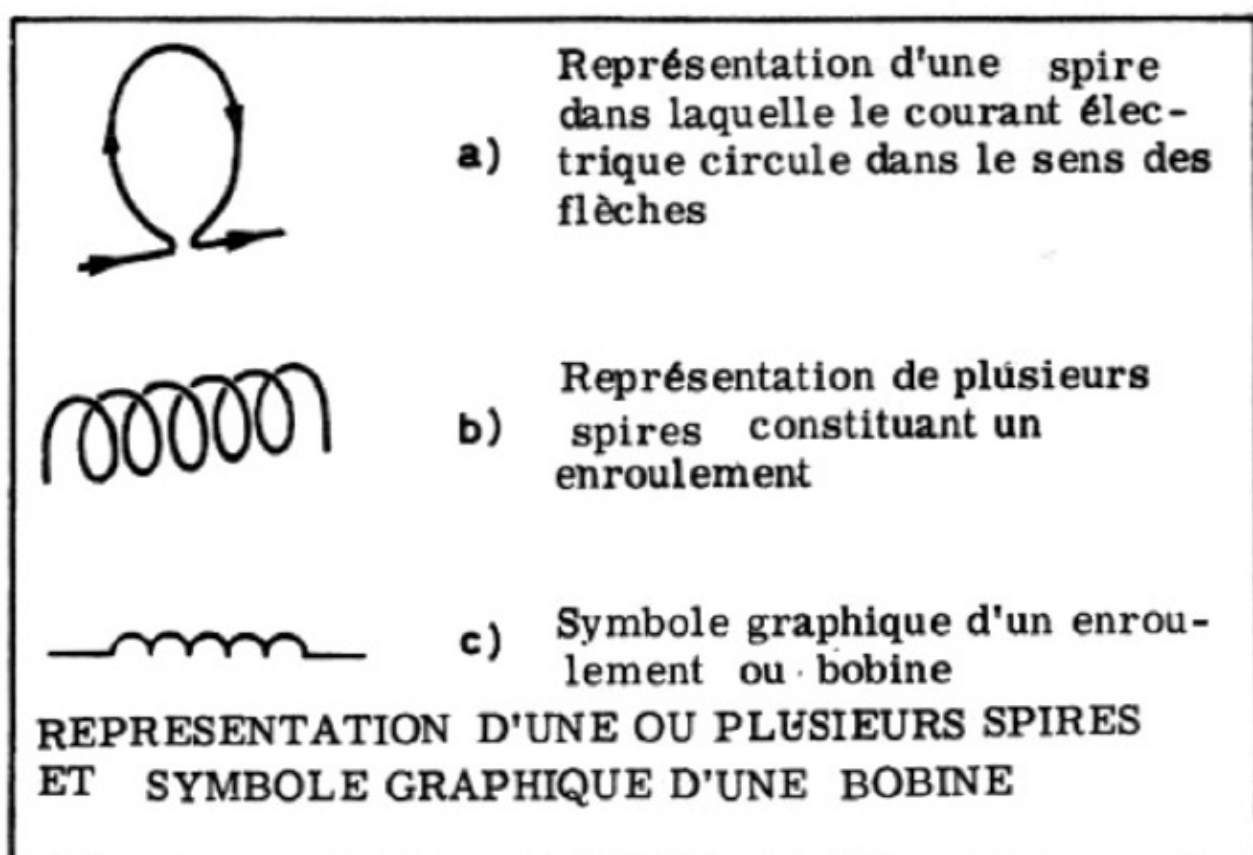 a)
Représentation d'une spire
dans laquelle le courant élec-
trique circule dans le sens des
flèches
b)
Représentation de plusieurs
spires constituant un
enroulement
c)
Symbole graphique d'un enrou-
lement ou bobine
REPRESENTATION D'UNE OU PLUSIEURS SPIRES
ET SYMBOLE GRAPHIQUE D'UNE BOBINE